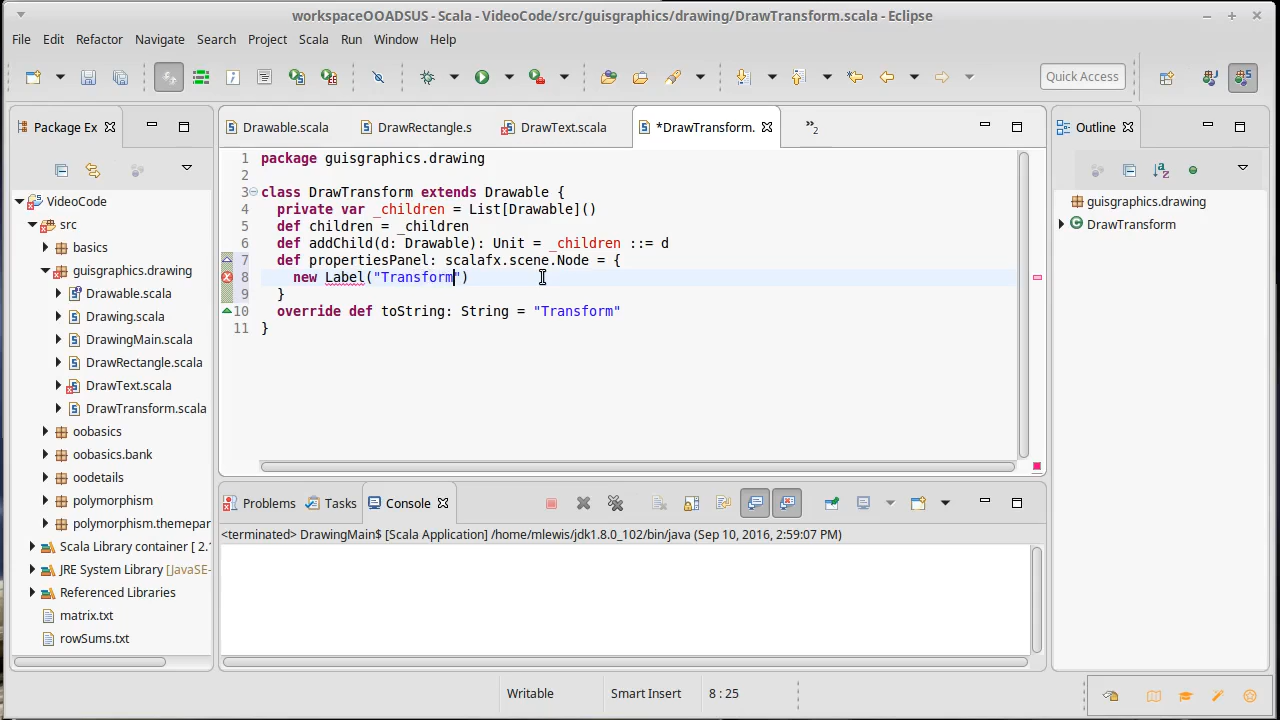 workspaceOOADSUS - Scala - VideoCode/src/guisgraphics/drawing/DrawTransform.scala - Eclipse
File Edit Refactor Navigate Search Project Scala Run Window Help
Quick Access
Package Ex
Drawable.scala
DrawRectangle.s
DrawText.scala
*DrawTransform.
2
Outline
VideoCode
src
basics
guisgraphics.drawing
Drawable.scala
Drawing.scala
DrawingMain.scala
DrawRectangle.scala
DrawText.scala
DrawTransform.scala
oobasics
oobasics.bank
oodetails
polymorphism
polymorphism.themepar
Scala Library container [ 2.
JRE System Library [JavaSE-
Referenced Libraries
matrix.txt
rowSums.txt
1 package guisgraphics.drawing
2
3 class DrawTransform extends Drawable {
4 private var _children = List[Drawable]()
5 def children = _children
6 def addChild(d: Drawable): Unit = _children ::= d
7 def propertiesPanel: scalafx.scene.Node = {
8 new Label("Transform")
9 }
10 override def toString: String = "Transform"
11 }
guisgraphics.drawing
DrawTransform
Problems
Tasks
Console
<terminated> DrawingMain$ [Scala Application] /home/mlewis/jdk1.8.0_102/bin/java (Sep 10, 2016, 2:59:07 PM)
Writable
Smart Insert
8 : 25